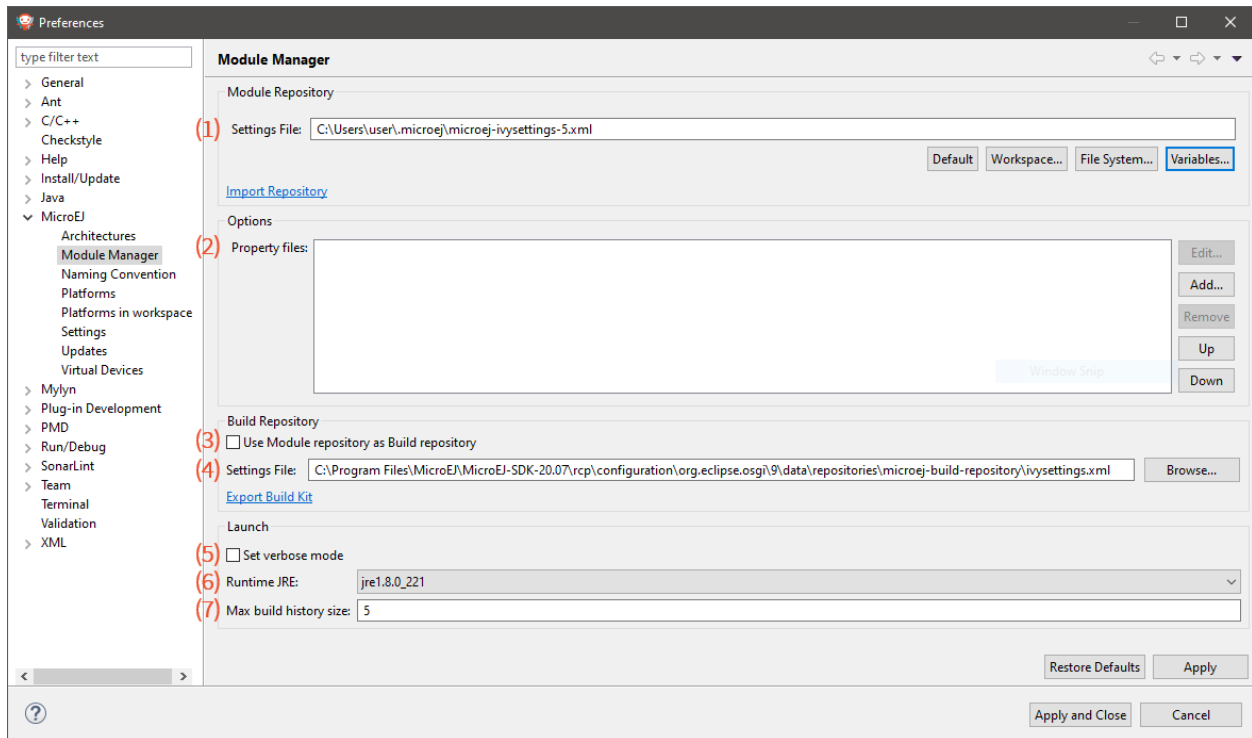 Preferences
type filter text
General
Ant
C/C++
Checkstyle
Help
Install/Update
Java
MicroEJ
Architectures
Module Manager
Naming Convention
Platforms
Platforms in workspace
Settings
Updates
Virtual Devices
Mylyn
Plug-in Development
PMD
Run/Debug
SonarLint
Team
Terminal
Validation
XML
Module Manager
Module Repository
(1) Settings File: C:\Users\user\.microej\microej-ivysettings-5.xml
Default Workspace... File System... Variables...
Import Repository
Options
(2) Property files:
Edit...
Add...
Remove
Up
Window Snip
Down
Build Repository
(3) Use Module repository as Build repository
(4) Settings File: C:\Program Files\MicroEJ\MicroEJ-SDK-20.07\rcp\configuration\org.eclipse.osgi\9\data\repositories\microej-build-repository\ivysettings.xml Browse...
Export Build Kit
Launch
(5) Set verbose mode
(6) Runtime JRE: jre1.8.0_221
(7) Max build history size: 5
Restore Defaults Apply
? Apply and Close Cancel